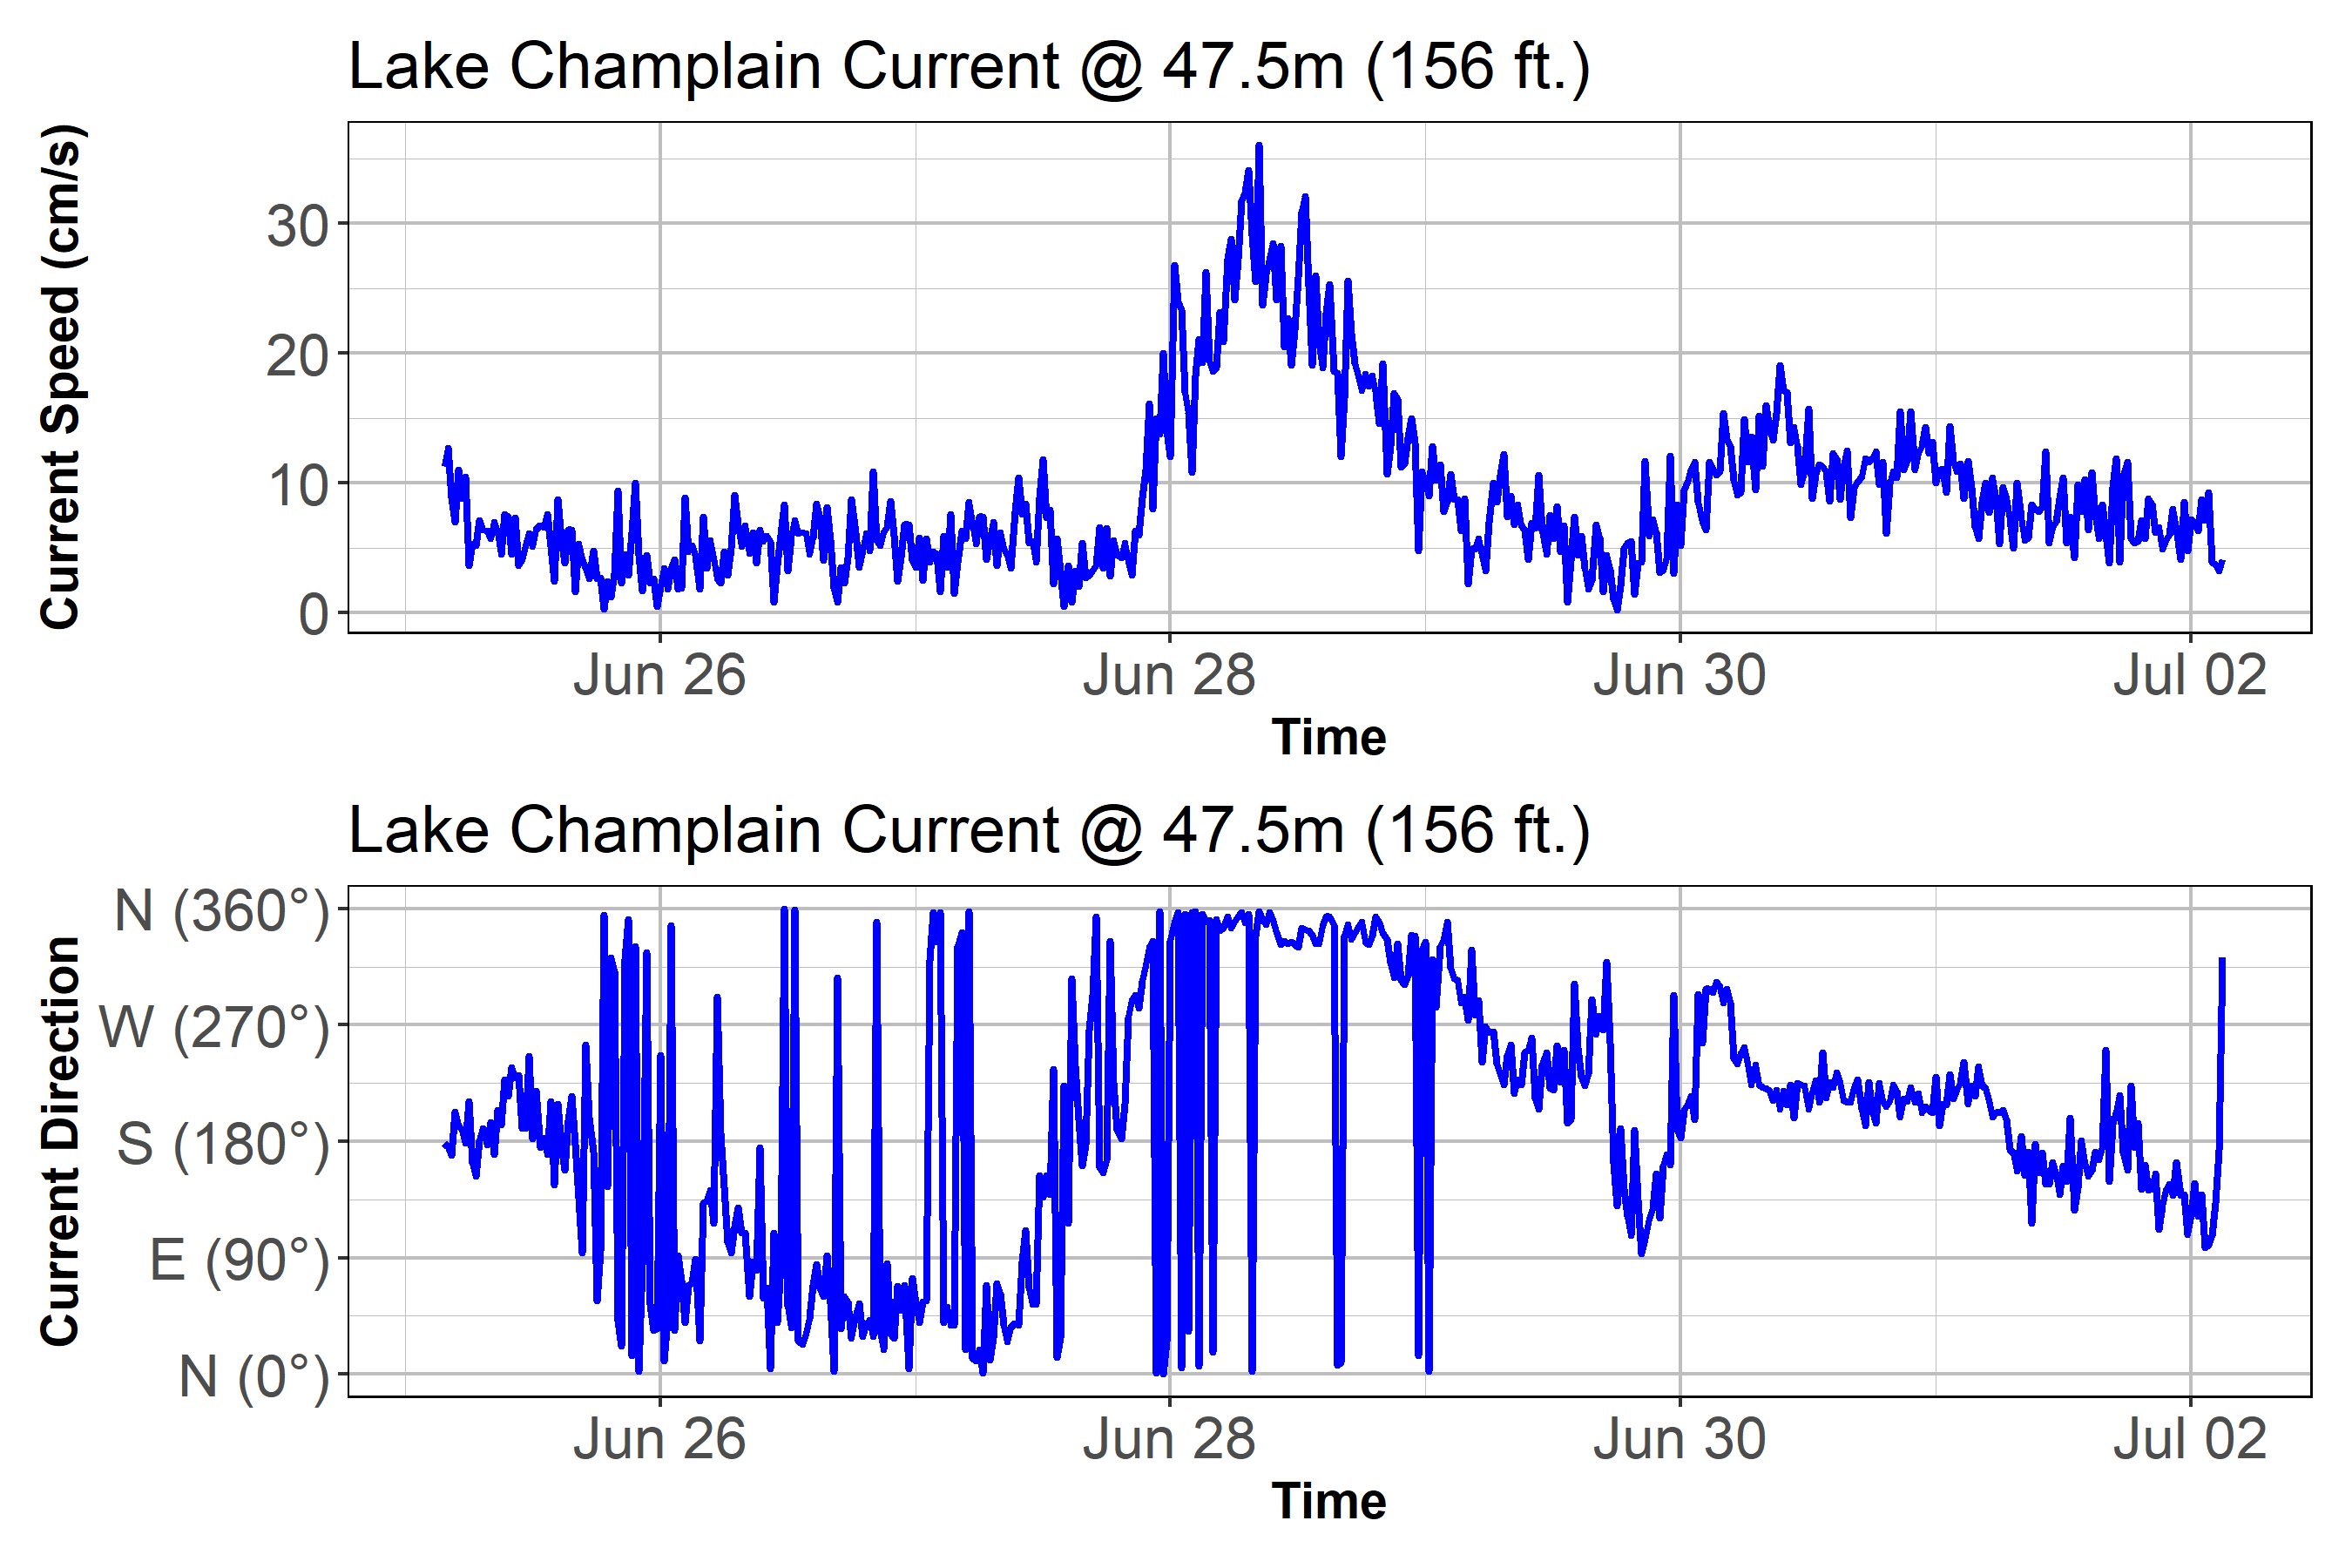 Lake Champlain Current @ 47.5m (156 ft.)
Current Speed (cm/s)
30
20
10
0
Jun 26
Jun 28
Jun 30
Jul 02
Time
Lake Champlain Current @ 47.5m (156 ft.)
Current Direction
N (360°)
W (270°)
S (180°)
E (90°)
N (0°)
Jun 26
Jun 28
Jun 30
Jul 02
Time